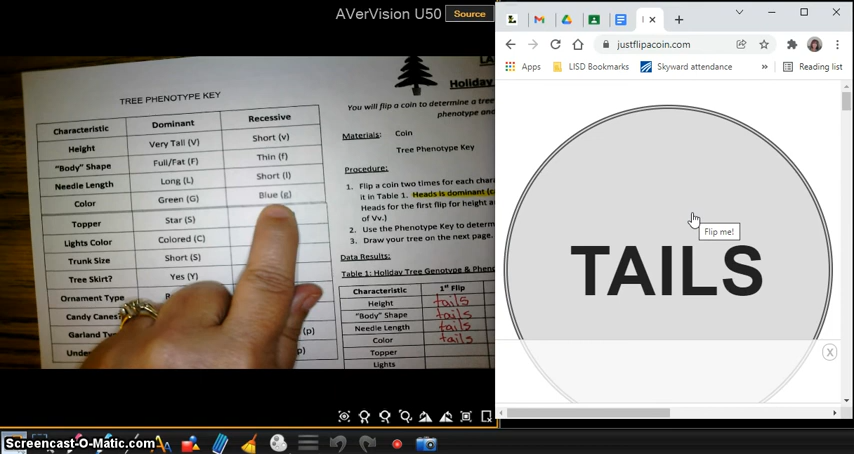 AVerVision U50
Source
justflipacoin.com
Apps
LISD Bookmarks
Skyward attendance
»
Reading list
TREE PHENOTYPE KEY
Characteristic Dominant Recessive
Height Very Tall (V) Short (v)
"Body" Shape Full/Fat (F) Thin (f)
Needle Length Long (L) Short (l)
Color Green (G) Blue (g)
Topper Star (S)
Lights Color Colored (C)
Trunk Size Short (S)
Tree Skirt? Yes (Y)
Ornament Type
Candy Canes?
Garland (p)
LA
Holiday
You will flip a coin to determine a tree
phenotype and
Materials: Coin
Tree Phenotype Key
Procedure:
1. Flip a coin two times for each chara
it in Table 1. Heads is dominant (c
Heads for the first flip for height a
of Vv.)
2. Use the Phenotype Key to determ
3. Draw your tree on the next page.
Data Results:
Table 1: Holiday Tree Genotype & Pheno
Characteristic 1st Flip
Height tails
"Body" Shape tails
Needle Length tails
Color tails
Topper
Lights
TAILS
Flip me!
X
Screencast-O-Matic.com